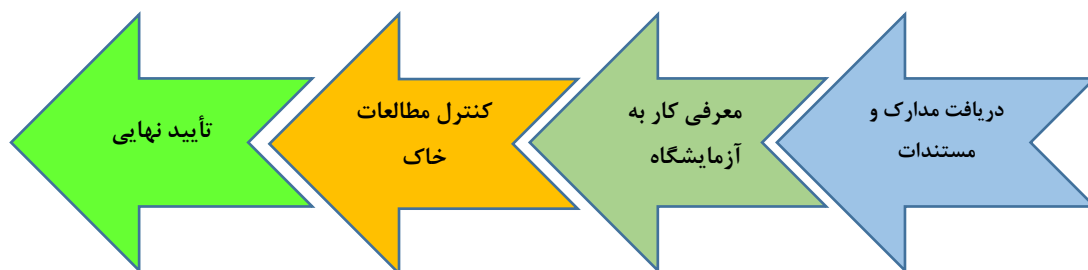 دریافت مدارک و
مستندات
معرفی کار به
آزمایشگاه
کنترل مطالعات
خاک
تأیید نهایی